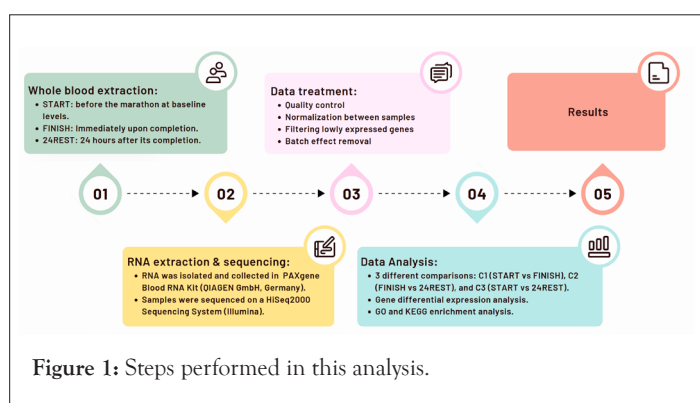 Whole blood extraction:
• START: before the marathon at baseline
levels.
• FINISH: Immediately upon completion.
• 24REST: 24 hours after its completion.
Data treatment:
• Quality control
• Normalization between samples
• Filtering lowly expressed genes
• Batch effect removal
Results
01
02
03
04
05
RNA extraction & sequencing:
• RNA was isolated and collected in PAXgene
Blood RNA Kit (QIAGEN GmbH, Germany).
• Samples were sequenced on a HiSeq2000
Sequencing System (Illumina).
Data Analysis:
• 3 different comparisons: C1 (START vs FINISH), C2
(FINISH vs 24REST), and C3 (START vs 24REST).
• Gene differential expression analysis.
• GO and KEGG enrichment analysis.
Figure 1: Steps performed in this analysis.